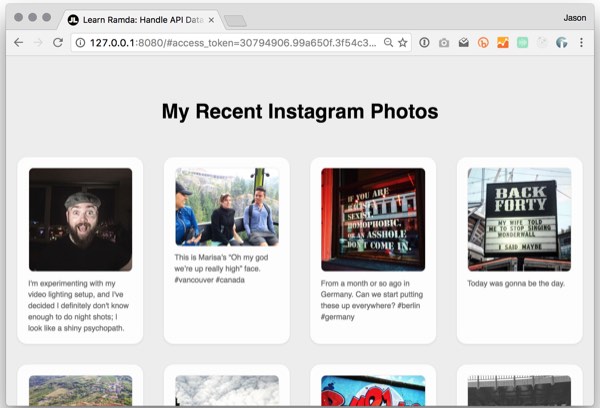 Learn Ramda: Handle API Data
Jason
127.0.0.1:8080/#access_token=30794906.99a650f.3f54c3...
My Recent Instagram Photos
IF YOU ARE
SEXIST,
HOMOPHOBIC,
OR AN ASSHOLE
DON'T COME IN.
BACK
FORTY
MY WIFE TOLD
ME TO STOP SINGING
WONDERWALL
I SAID MAYBE
I'm experimenting with my
video lighting setup, and I've
decided I definitely don't know
enough to do night shots; I
look like a shiny psychopath.
This is Marisa's "Oh my god
we're up really high" face.
#vancouver #canada
From a month or so ago in
Germany. Can we start putting
these up everywhere? #berlin
#germany
Today was gonna be the day.